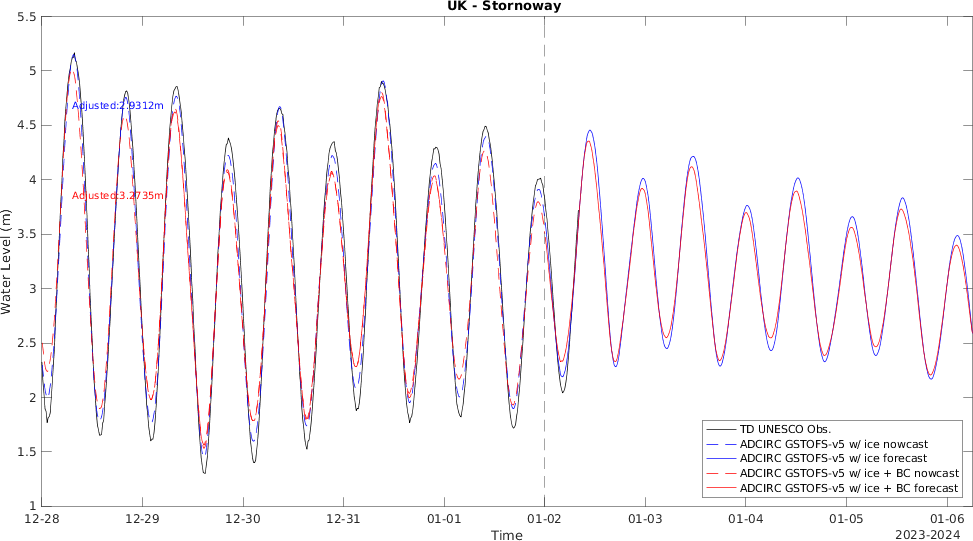 UK - Stornoway
5.5
5
4.5
4
3.5
3
2.5
2
1.5
1
Water Level (m)
Adjusted:2.9312m
Adjusted:3.2735m
TD UNESCO Obs.
ADCIRC GSTOFS-v5 w/ ice nowcast
ADCIRC GSTOFS-v5 w/ ice forecast
ADCIRC GSTOFS-v5 w/ ice + BC nowcast
ADCIRC GSTOFS-v5 w/ ice + BC forecast
12-28 12-29 12-30 12-31 01-01 01-02 01-03 01-04 01-05 01-06
Time
2023-2024